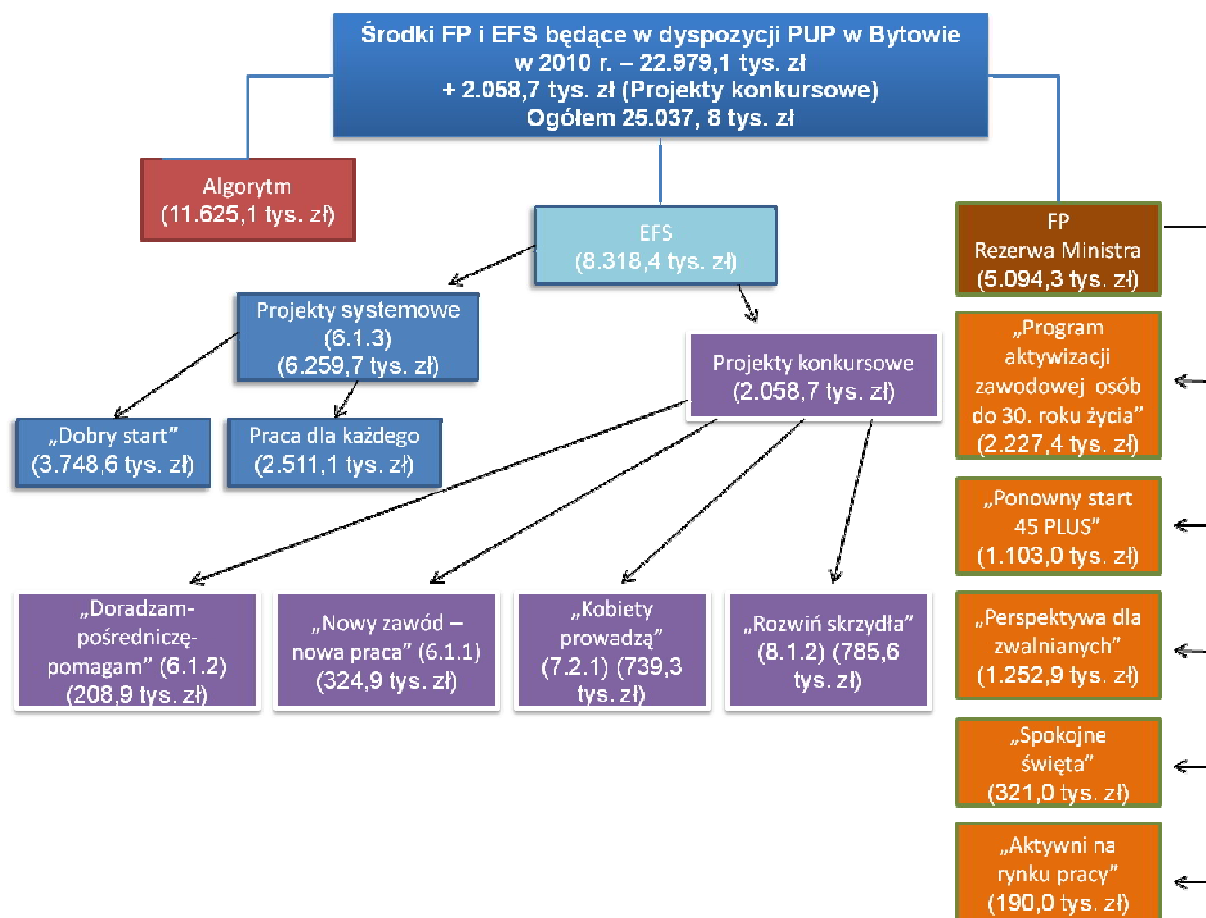 Środki FP i EFS będące w dyspozycji PUP w Bytowie
w 2010 r. – 22.979,1 tys. zł
+ 2.058,7 tys. zł (Projekty konkursowe)
Ogółem 25.037, 8 tys. zł
Algorytm
(11.625,1 tys. zł)
EFS
(8.318,4 tys. zł)
FP
Rezerwa Ministra
(5.094,3 tys. zł)
Projekty systemowe
(6.1.3)
(6.259,7 tys. zł)
Projekty konkursowe
(2.058,7 tys. zł)
„Dobry start”
(3.748,6 tys. zł)
Praca dla każdego
(2.511,1 tys. zł)
„Doradzam-
pośredniczę-
pomagam” (6.1.2)
(208,9 tys. zł)
„Nowy zawód –
nowa praca” (6.1.1)
(324,9 tys. zł)
„Kobiety
prowadzą”
(7.2.1) (739,3
tys. zł)
„Rozwiń skrzydła”
(8.1.2) (785,6
tys. zł)
„Program
aktywizacji
zawodowej osób
do 30. roku życia”
(2.227,4 tys. zł)
„Ponowny start
45 PLUS”
(1.103,0 tys. zł)
„Perspektywa dla
zwalnianych”
(1.252,9 tys. zł)
„Spokojne
święta”
(321,0 tys. zł)
„Aktywni na
rynku pracy”
(190,0 tys. zł)